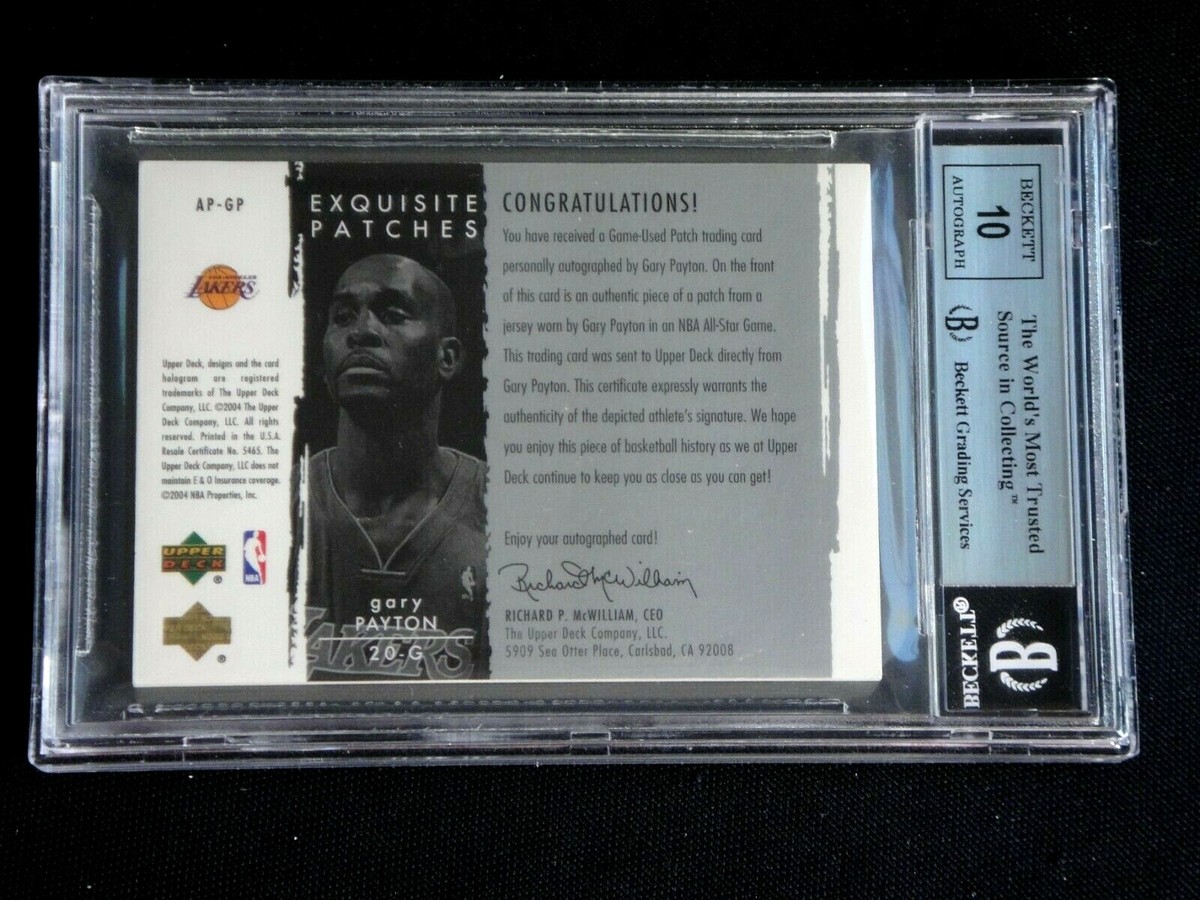 AP-GP
LOS ANGELES
LAKERS
Upper Deck, designs and the card
hologram are registered
trademarks of The Upper Deck
Company, LLC. ©2004 The Upper
Deck Company, LLC. All rights
reserved. Printed in the U.S.A.
Resale Certificate No. 5465. The
Upper Deck Company, LLC does not
maintain E & O Insurance coverage.
©2004 NBA Properties, Inc.
UPPER
DECK
®
NBA
®
EXQUISITE
PATCHES
gary
PAYTON
20-G
LAKERS
CONGRATULATIONS!
You have received a Game-Used Patch trading card
personally autographed by Gary Payton. On the front
of this card is an authentic piece of a patch from a
jersey worn by Gary Payton in an NBA All-Star Game.
This trading card was sent to Upper Deck directly from
Gary Payton. This certificate expressly warrants the
authenticity of the depicted athlete's signature. We hope
you enjoy this piece of basketball history as we at Upper
Deck continue to keep you as close as you can get!
Enjoy your autographed card!
Richard McWilliam
RICHARD P. McWILLIAM, CEO
The Upper Deck Company, LLC.
5909 Sea Otter Place, Carlsbad, CA 92008
BECKETT
10
AUTOGRAPH
The World's Most Trusted
Source in Collecting™
B Beckett Grading Services
B
BECKETT®